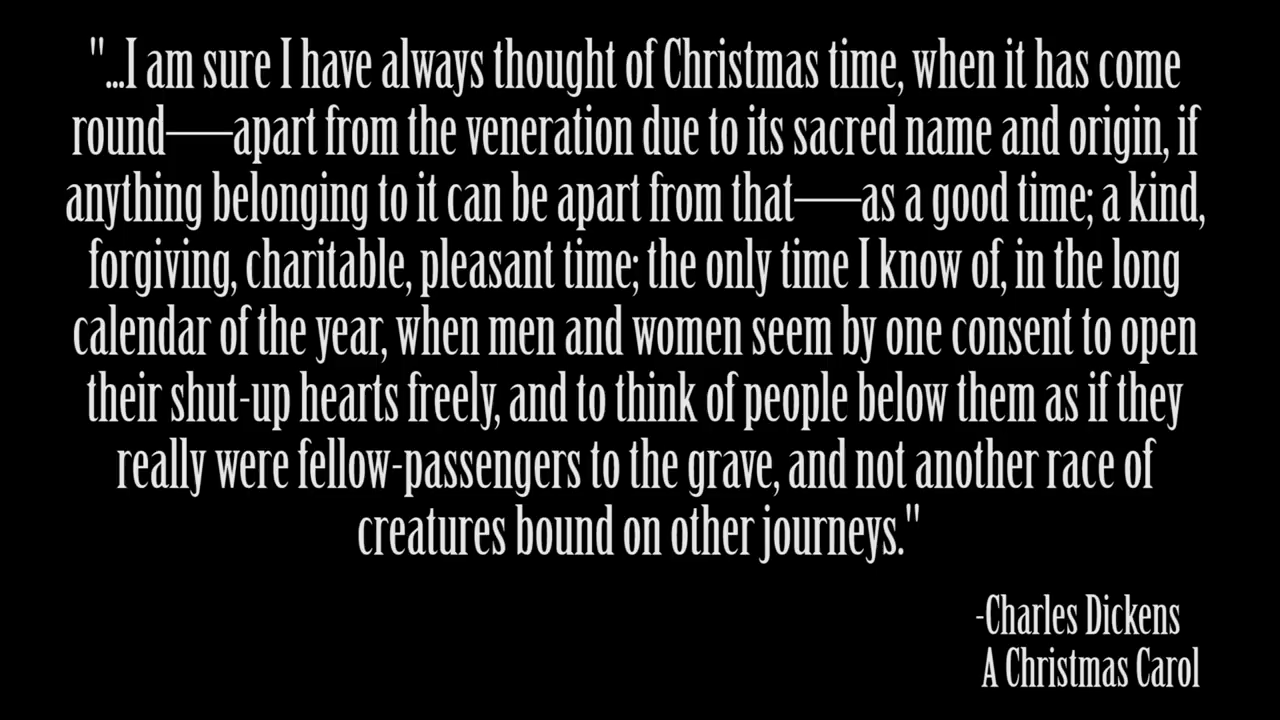 "...I am sure I have always thought of Christmas time, when it has come
round——apart from the veneration due to its sacred name and origin, if
anything belonging to it can be apart from that——as a good time; a kind,
forgiving, charitable, pleasant time; the only time I know of, in the long
calendar of the year, when men and women seem by one consent to open
their shut-up hearts freely, and to think of people below them as if they
really were fellow-passengers to the grave, and not another race of
creatures bound on other journeys."
-Charles Dickens
A Christmas Carol